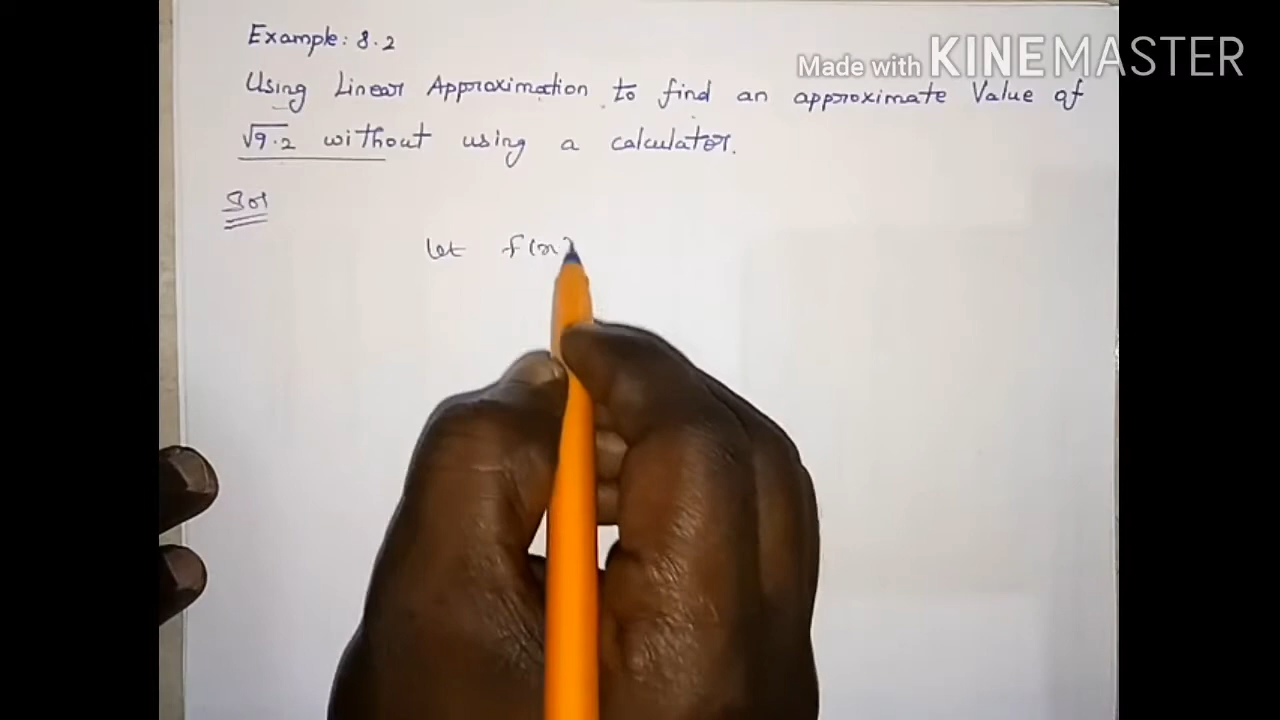 Example: 8.2
Made with KINEMASTER
Using Linear Approximation to find an approximate Value of
√9.2 without using a calculator.
Sol
let f(x)